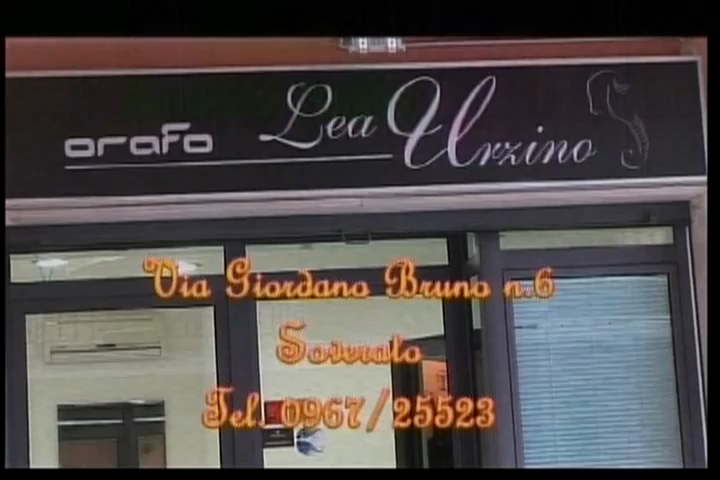 orafo Lea Urzino
Via Giordano Bruno n.6
Soverato
Tel. 0967/25523